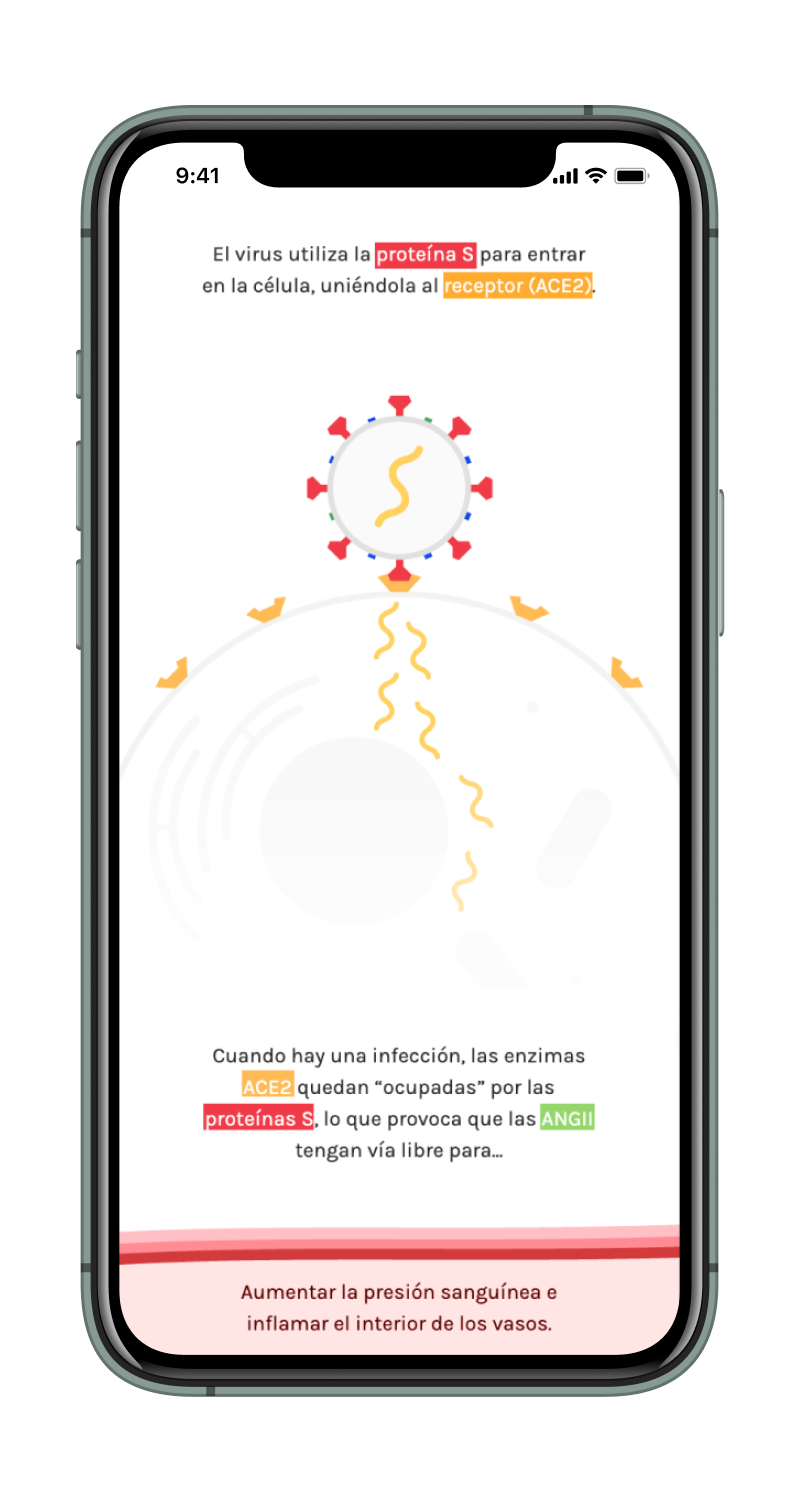 9:41
El virus utiliza la proteína S para entrar
en la célula, uniéndola al receptor (ACE2).
Cuando hay una infección, las enzimas
ACE2 quedan “ocupadas” por las
proteínas S, lo que provoca que las ANGII
tengan vía libre para...
Aumentar la presión sanguínea e
inflamar el interior de los vasos.